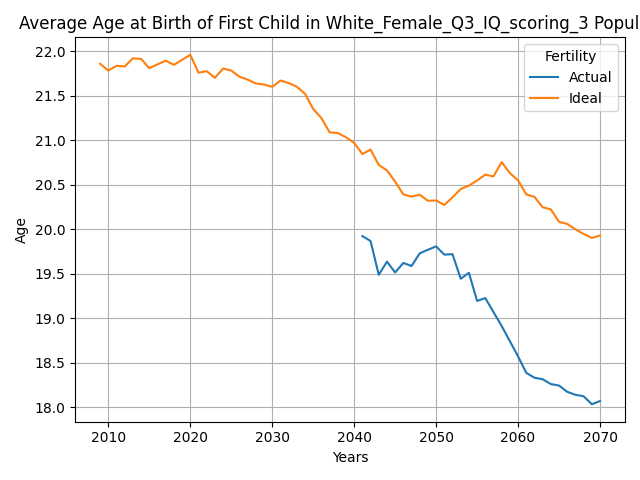 Average Age at Birth of First Child in White_Female_Q3_IQ_scoring_3 Popul
Fertility
Actual
Ideal
22.0
21.5
21.0
20.5
20.0
19.5
19.0
18.5
18.0
Age
2010 2020 2030 2040 2050 2060 2070
Years